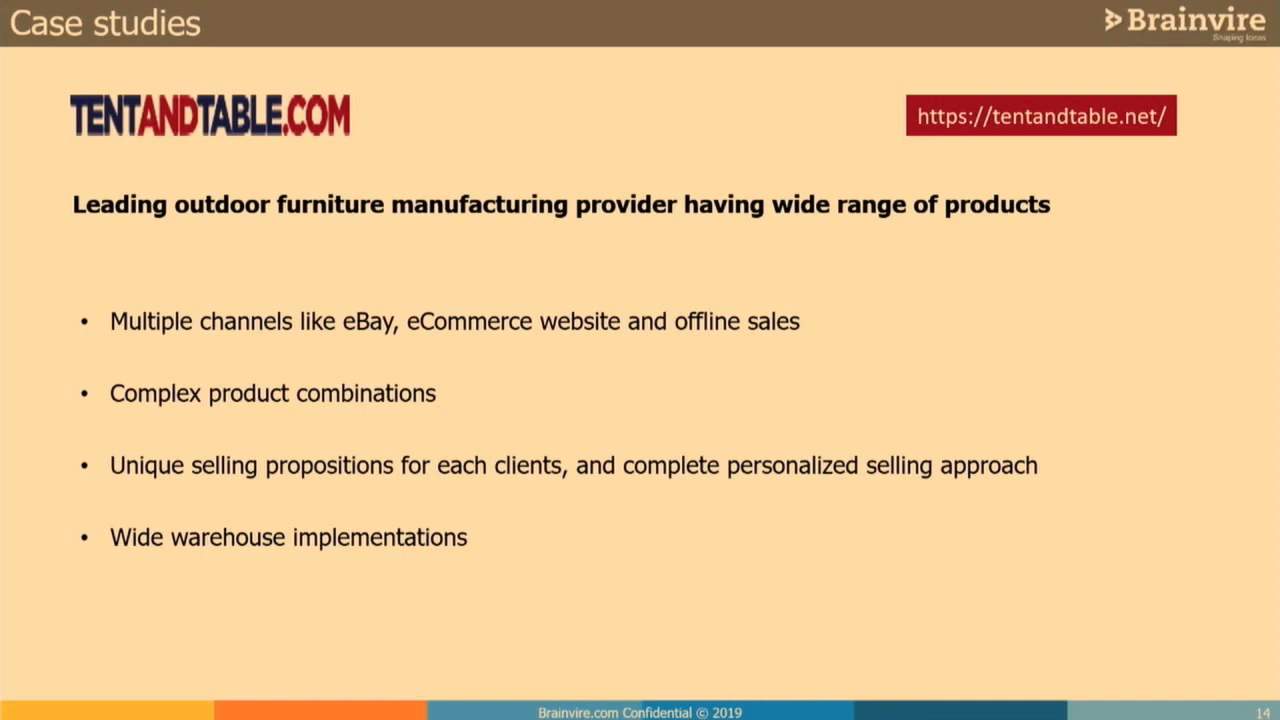 Case studies
Brainvire
Shaping Ideas
TENTANDTABLE.COM
https://tentandtable.net/
Leading outdoor furniture manufacturing provider having wide range of products
• Multiple channels like eBay, eCommerce website and offline sales
• Complex product combinations
• Unique selling propositions for each clients, and complete personalized selling approach
• Wide warehouse implementations
Brainvire.com Confidential © 2019
14